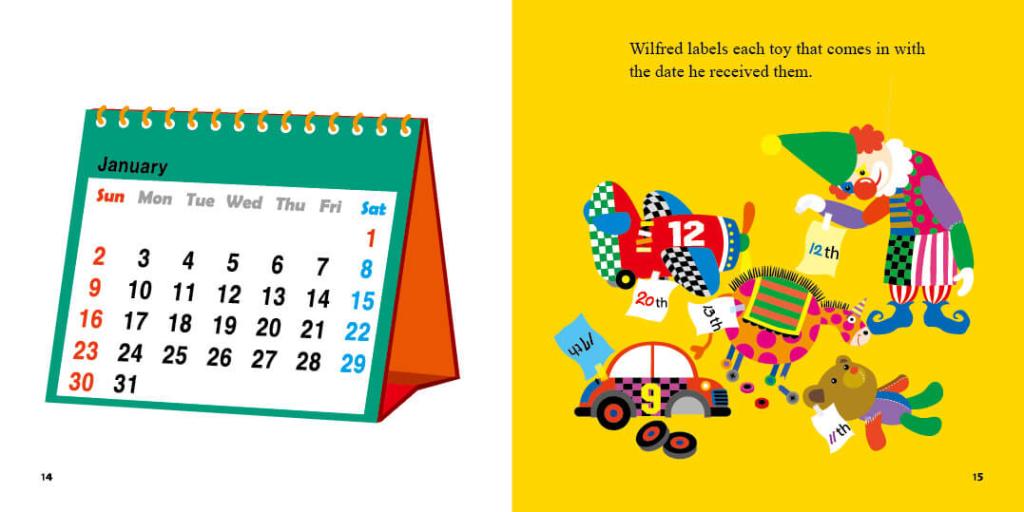 Wilfred labels each toy that comes in with
the date he received them.
January
Sun Mon Tue Wed Thu Fri Sat
1
2 3 4 5 6 7 8
9 10 11 12 13 14 15
16 17 18 19 20 21 22
23 24 25 26 27 28 29
30 31
12
12th
20th
13th
9
11th
14
15